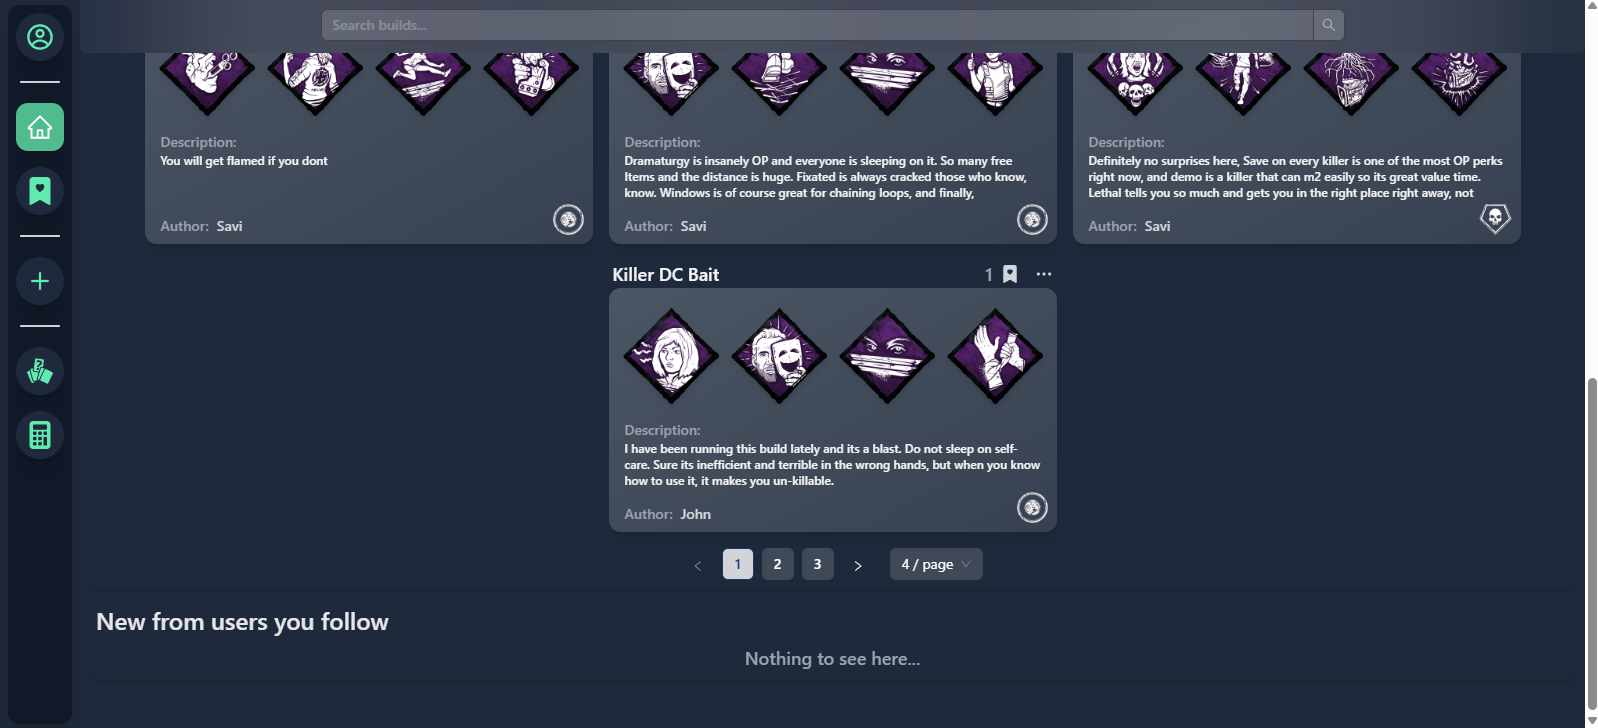 Search builds...
Description:
You will get flamed if you dont
Author: Savi
Description:
Dramaturgy is insanely OP and everyone is sleeping on it. So many free
Items and the distance is huge. Fixated is always cracked those who know,
know. Windows is of course great for chaining loops, and finally,
Author: Savi
Description:
Definitely no surprises here, Save on every killer is one of the most OP perks
right now, and demo is a killer that can m2 easily so its great value time.
Lethal tells you so much and gets you in the right place right away, not
Author: Savi
Killer DC Bait
1
Description:
I have been running this build lately and its a blast. Do not sleep on self-
care. Sure its inefficient and terrible in the wrong hands, but when you know
how to use it, it makes you un-killable.
Author: John
< 1 2 3 > 4 / page
New from users you follow
Nothing to see here...